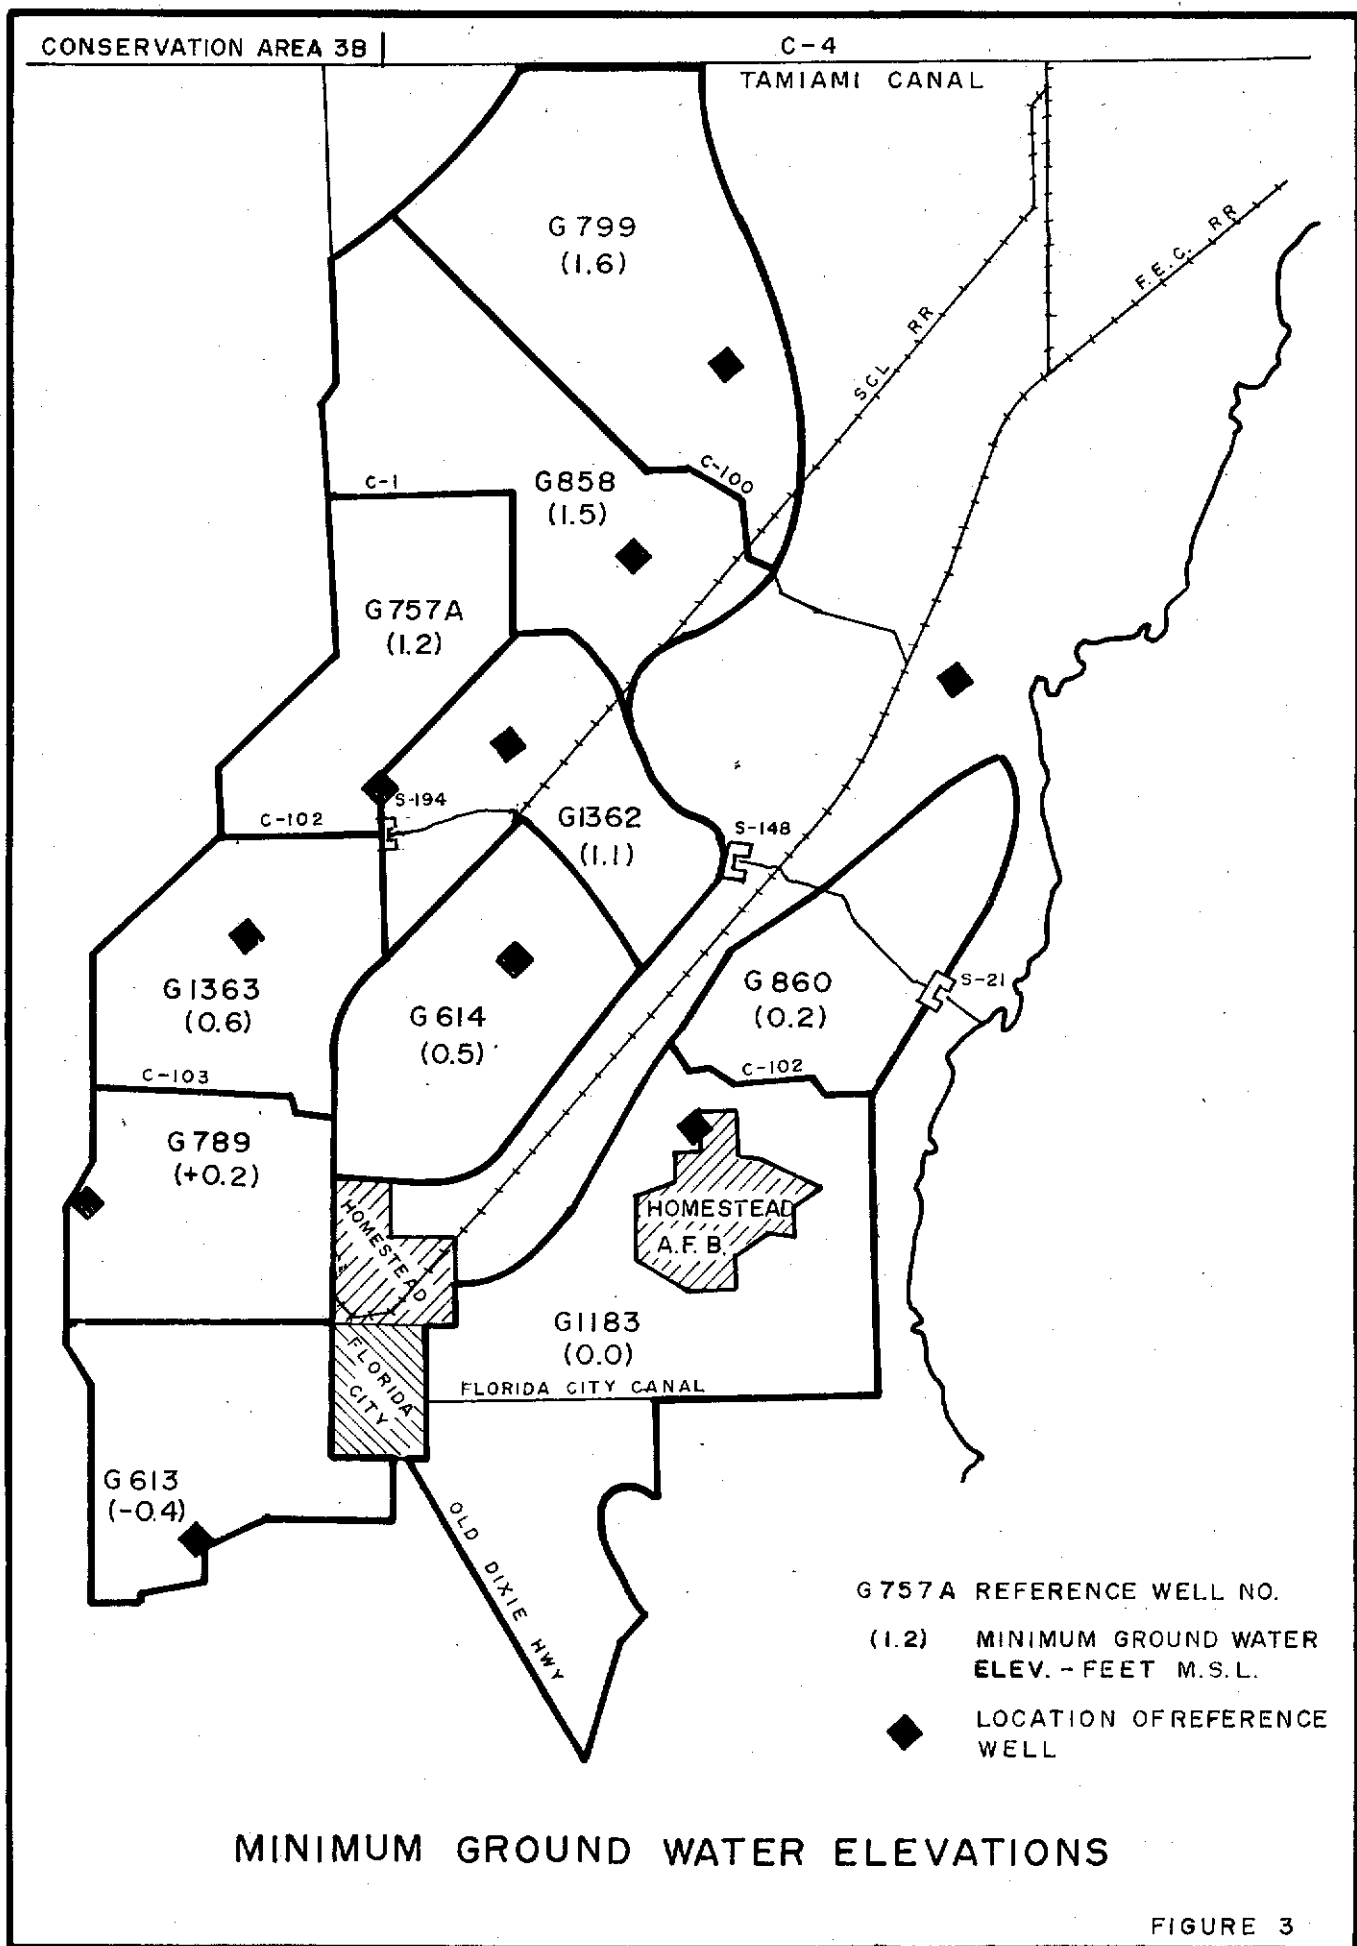 CONSERVATION AREA 3B
C-4
TAMIAMI CANAL
G 799
(1.6)
SCL RR
F.E.C. RR
C-100
C-1
G858
(1.5)
G757A
(1.2)
S-194
C-102
G1362
(1.1)
S-148
G1363
(0.6)
G 614
(0.5)
G 860
(0.2)
S-21
C-102
C-103
G 789
(+0.2)
HOMESTEAD
HOMESTEAD
A.F.B.
G1183
(0.0)
FLORIDA
CITY
FLORIDA CITY CANAL
G 613
(-0.4)
OLD DIXIE HWY
G 757A REFERENCE WELL NO.
(1.2) MINIMUM GROUND WATER
ELEV. - FEET M.S.L.
LOCATION OF REFERENCE
WELL
MINIMUM GROUND WATER ELEVATIONS
FIGURE 3